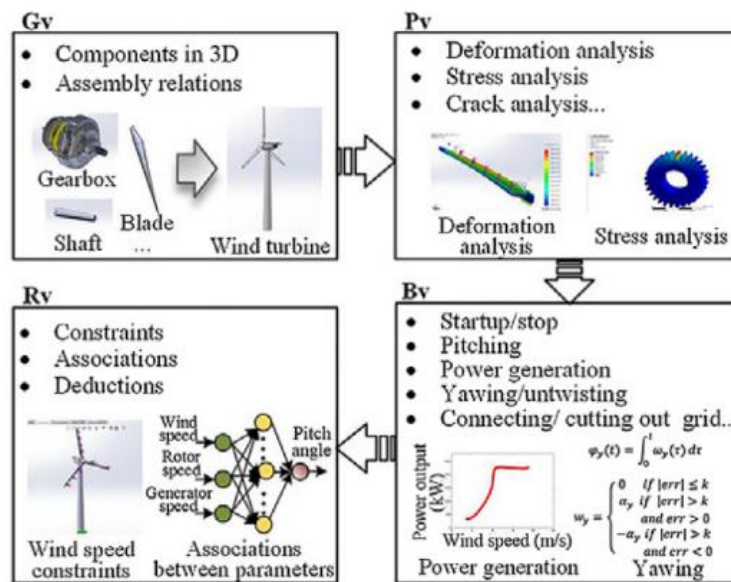 Gv
• Components in 3D
• Assembly relations
Gearbox
Shaft
Blade
...
Wind turbine
Pv
• Deformation analysis
• Stress analysis
• Crack analysis...
Deformation
analysis
Stress analysis
Bv
• Startup/stop
• Pitching
• Power generation
• Yawing/untwisting
• Connecting/ cutting out grid..
Power output
(kW)
Wind speed (m/s)
Power generation
φy(t) = ∫₀ᵗ ωy(τ) dτ
wy = { 0 if |err| ≤ k
αy if |err| > k
and err > 0
−αy if |err| > k
and err < 0
Yawing
Rv
• Constraints
• Associations
• Deductions
Wind speed
constraints
Wind
speed
Rotor
speed
Generator
speed
Pitch
angle
Associations
between parameters